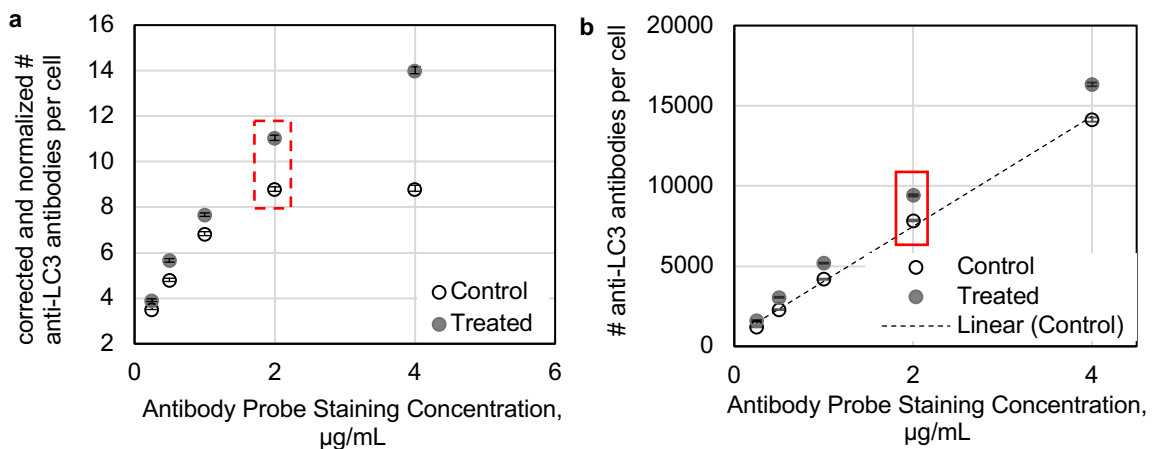 a
corrected and normalized #
anti-LC3 antibodies per cell
16
14
12
10
8
6
4
2
0
2
4
6
Control
Treated
Antibody Probe Staining Concentration,
µg/mL
b
# anti-LC3 antibodies per cell
20000
15000
10000
5000
0
0
2
4
Control
Treated
Linear (Control)
Antibody Probe Staining Concentration,
µg/mL